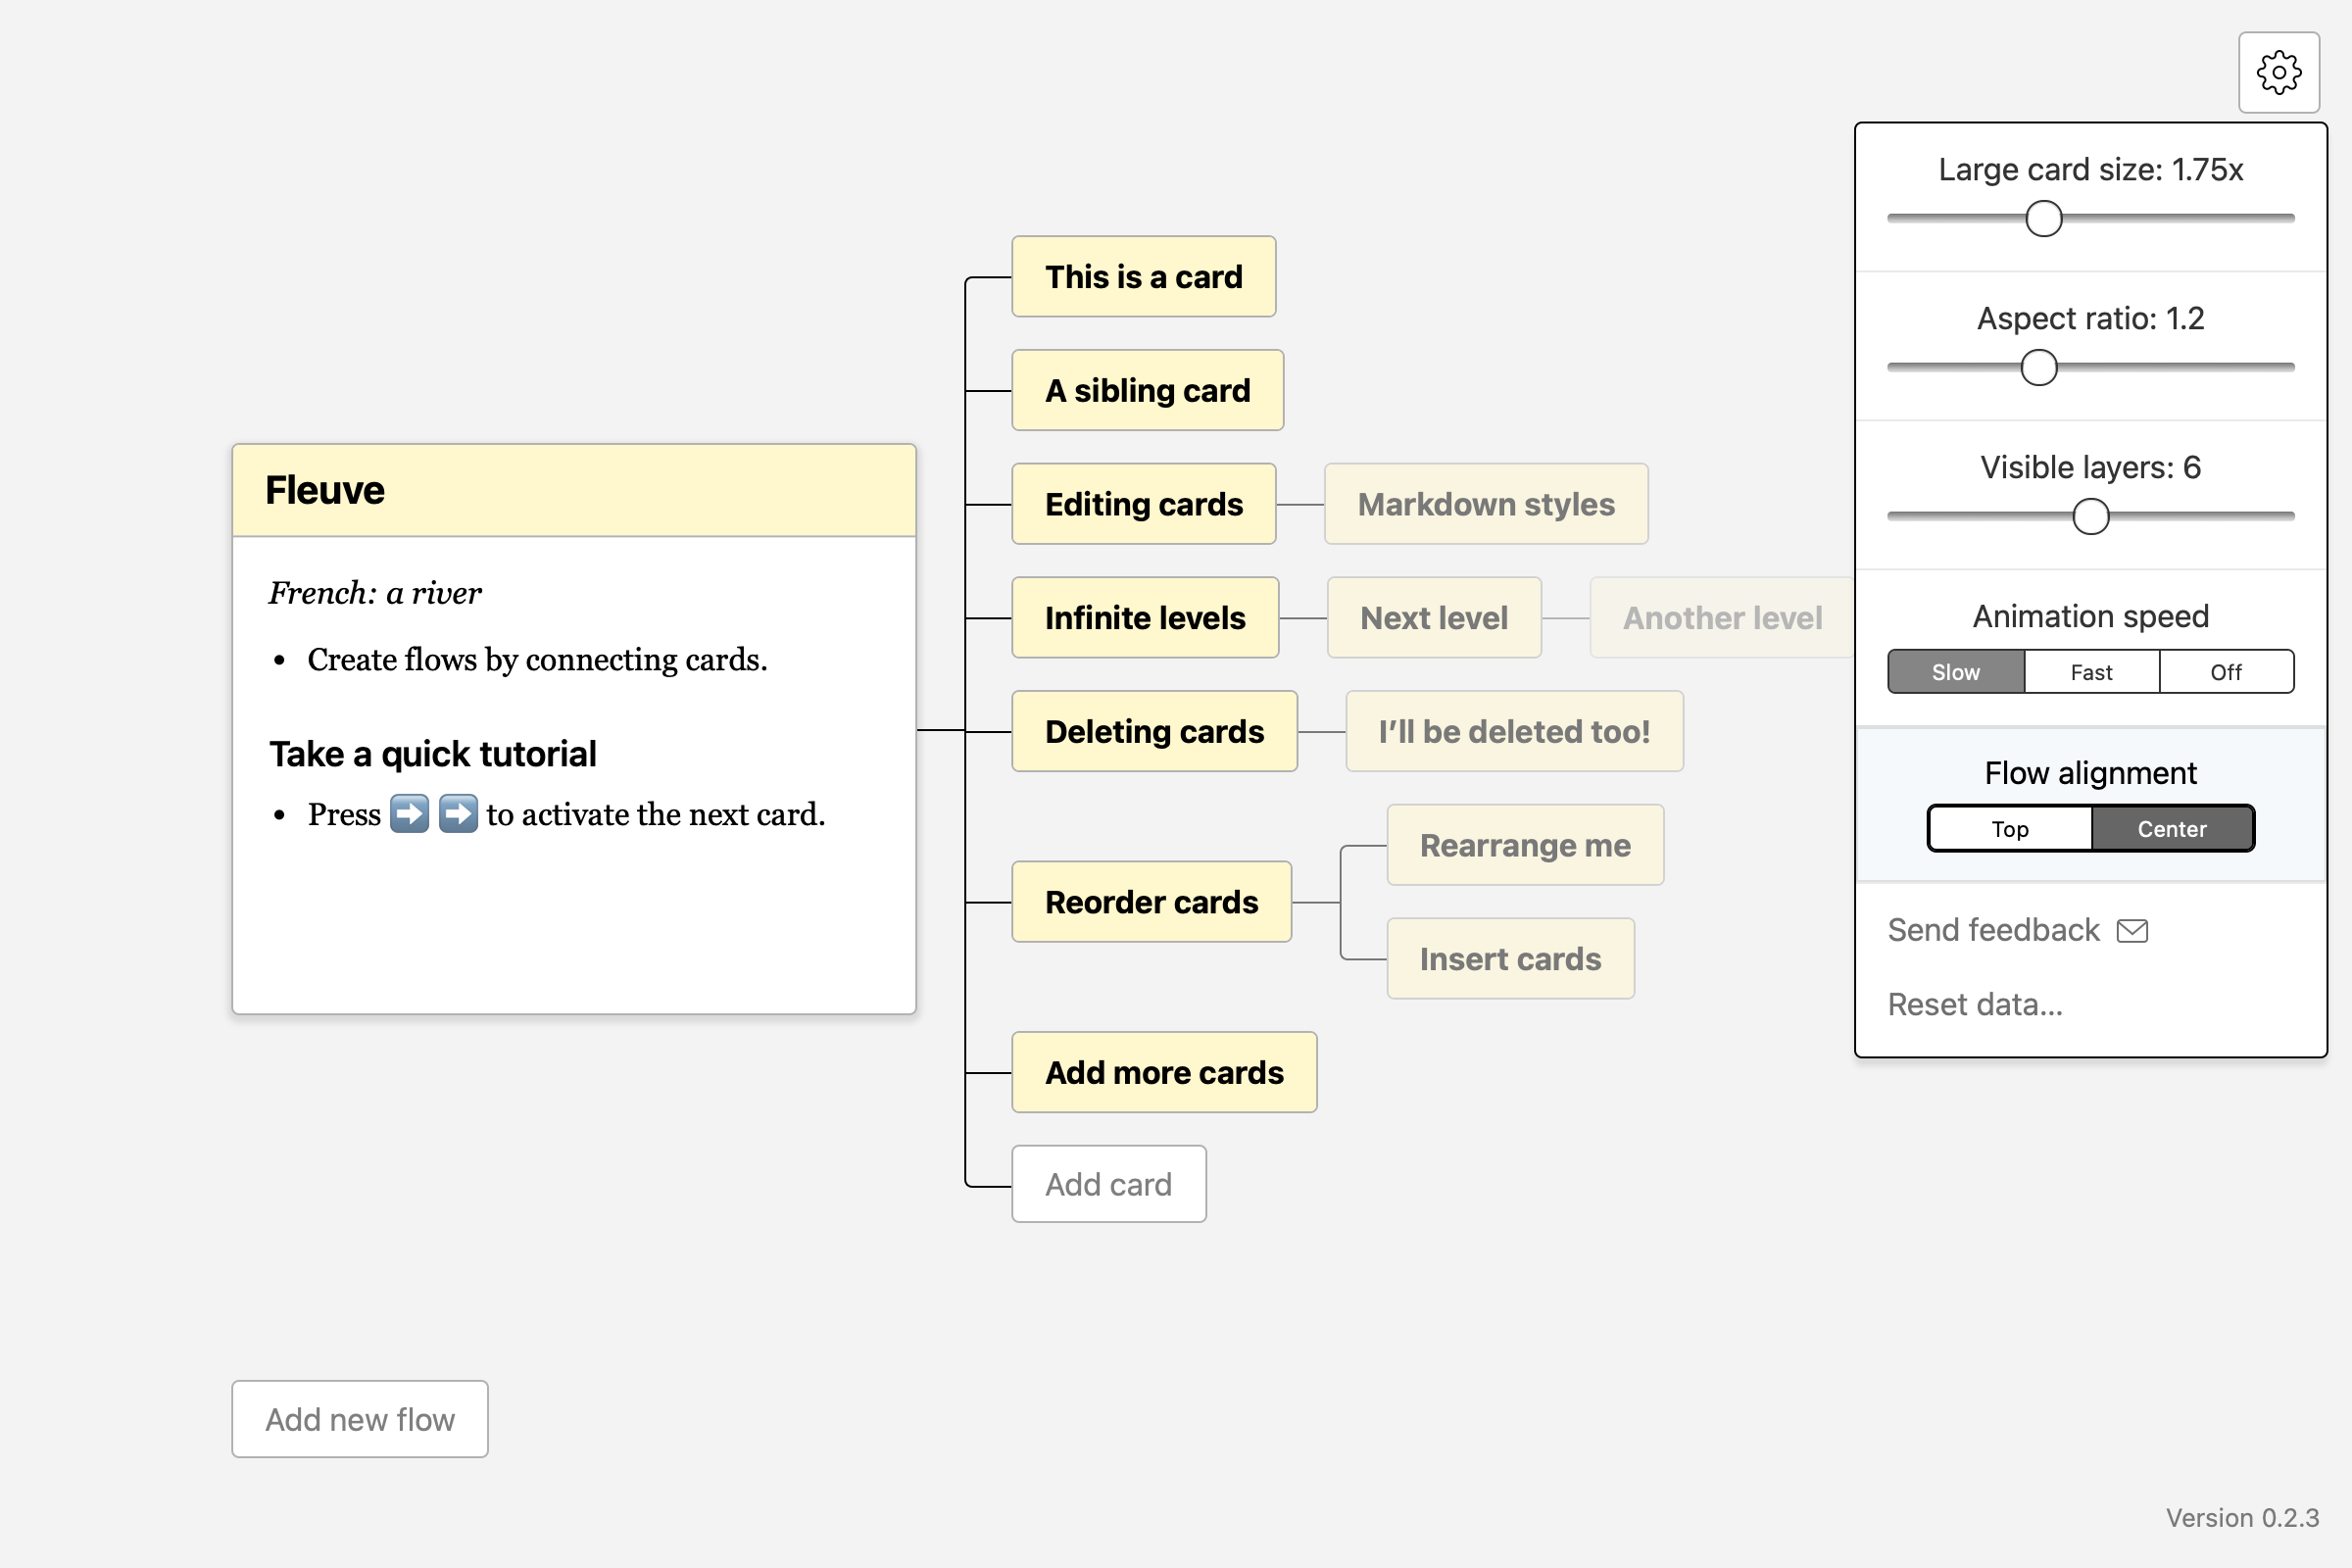 Fleuve
French: a river
• Create flows by connecting cards.
Take a quick tutorial
• Press ➡️ ➡️ to activate the next card.
This is a card
A sibling card
Editing cards
Markdown styles
Infinite levels
Next level
Another level
Deleting cards
I’ll be deleted too!
Reorder cards
Rearrange me
Insert cards
Add more cards
Add card
Add new flow
Large card size: 1.75x
Aspect ratio: 1.2
Visible layers: 6
Animation speed
Slow Fast Off
Flow alignment
Top Center
Send feedback
Reset data...
Version 0.2.3